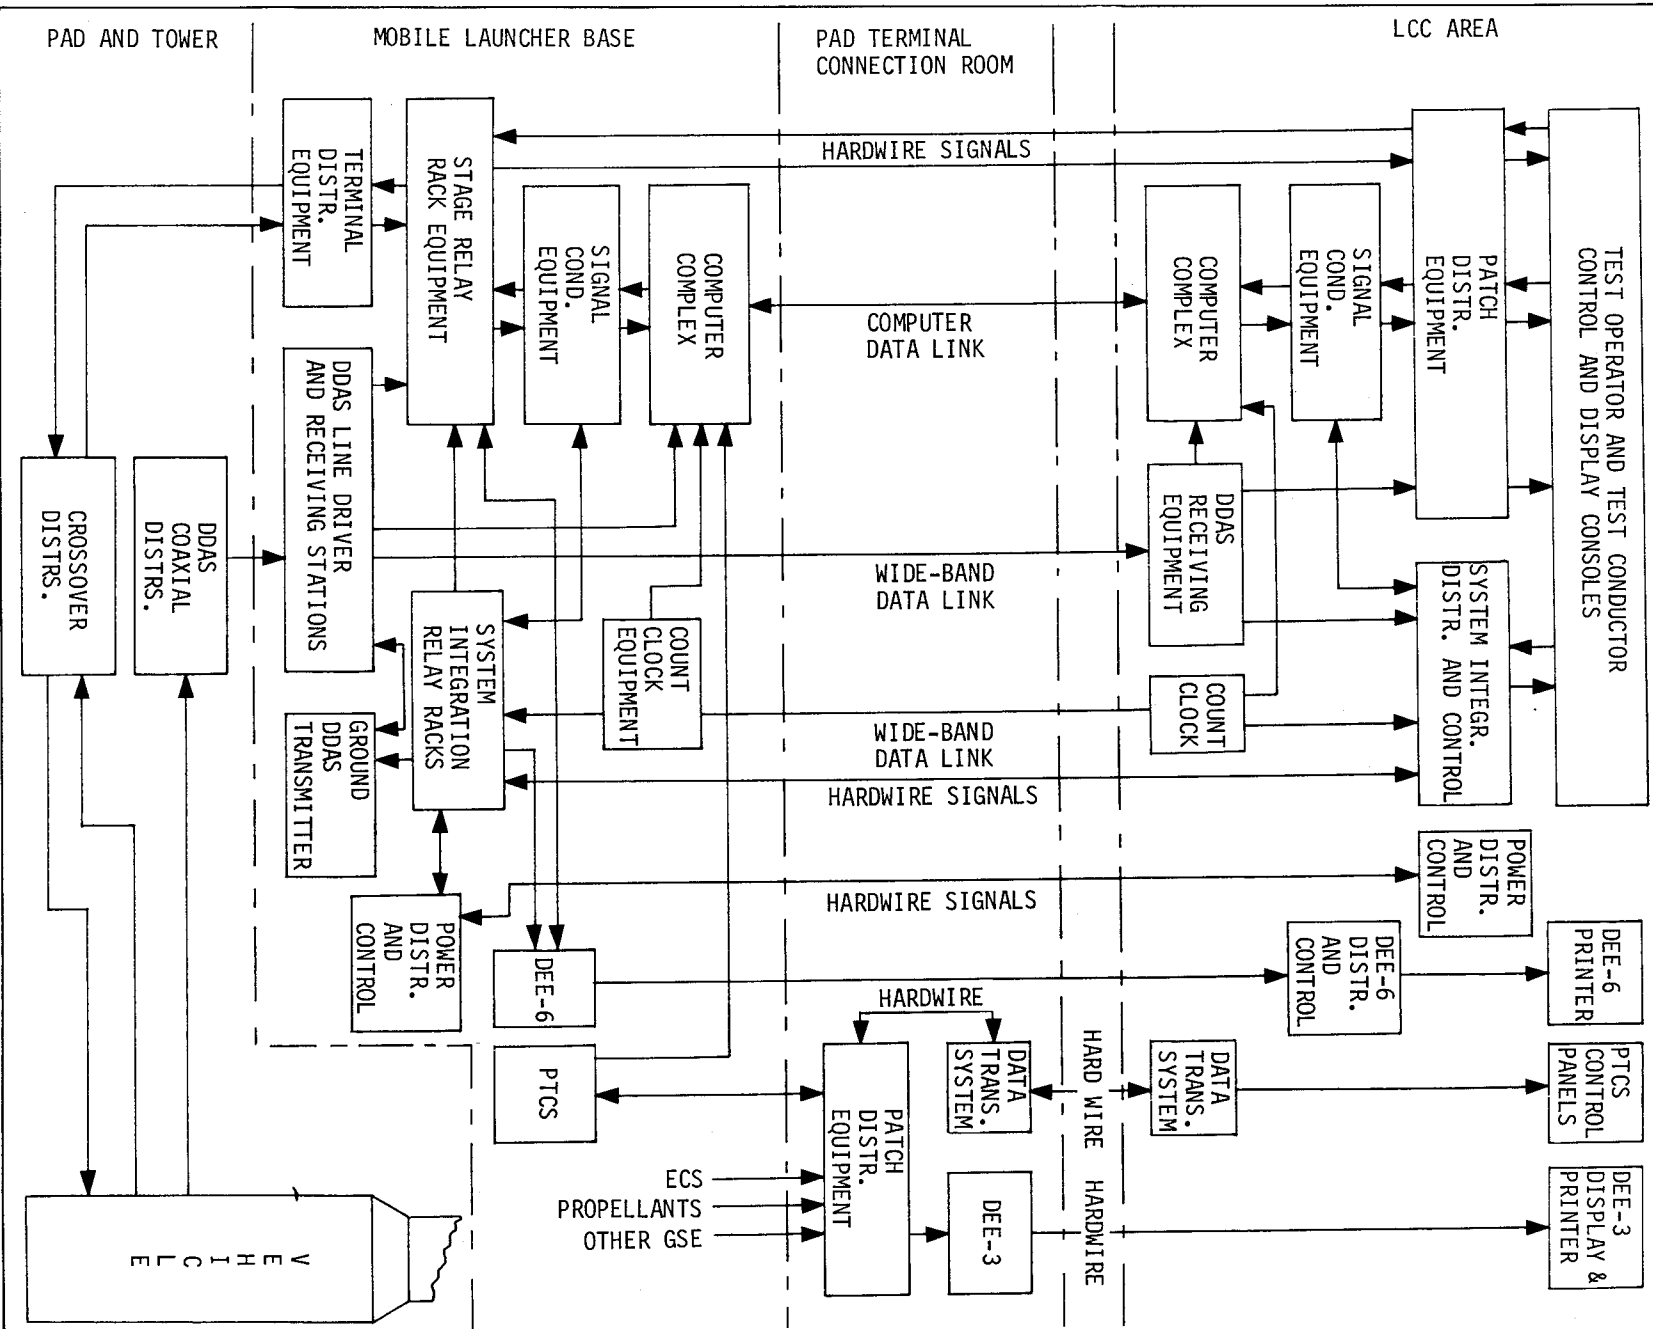 PAD AND TOWER
MOBILE LAUNCHER BASE
PAD TERMINAL
CONNECTION ROOM
LCC AREA
TERMINAL
DISTR.
EQUIPMENT
STAGE RELAY
RACK EQUIPMENT
SIGNAL
COND.
EQUIPMENT
COMPUTER
COMPLEX
HARDWIRE SIGNALS
COMPUTER
DATA LINK
COMPUTER
COMPLEX
SIGNAL
COND.
EQUIPMENT
PATCH
DISTR.
EQUIPMENT
TEST OPERATOR AND TEST CONDUCTOR
CONTROL AND DISPLAY CONSOLES
CROSSOVER
DISTRS.
DDAS
COAXIAL
DISTRS.
DDAS LINE DRIVER
AND RECEIVING STATIONS
GROUND
DDAS
TRANSMITTER
SYSTEM
INTEGRATION
RELAY RACKS
COUNT
CLOCK
EQUIPMENT
WIDE-BAND
DATA LINK
WIDE-BAND
DATA LINK
HARDWIRE SIGNALS
DDAS
RECEIVING
EQUIPMENT
COUNT
CLOCK
SYSTEM INTEGR.
DISTR. AND CONTROL
POWER
DISTR.
AND
CONTROL
HARDWIRE SIGNALS
POWER
DISTR.
AND
CONTROL
DEE-6
HARDWIRE
DEE-6
DISTR.
AND
CONTROL
DEE-6
PRINTER
PTCS
PATCH
DISTR.
EQUIPMENT
DATA
TRANS.
SYSTEM
HARD WIRE
DATA
TRANS.
SYSTEM
PTCS
CONTROL
PANELS
ECS
PROPELLANTS
OTHER GSE
DEE-3
HARDWIRE
DEE-3
DISPLAY &
PRINTER
VEHICLE